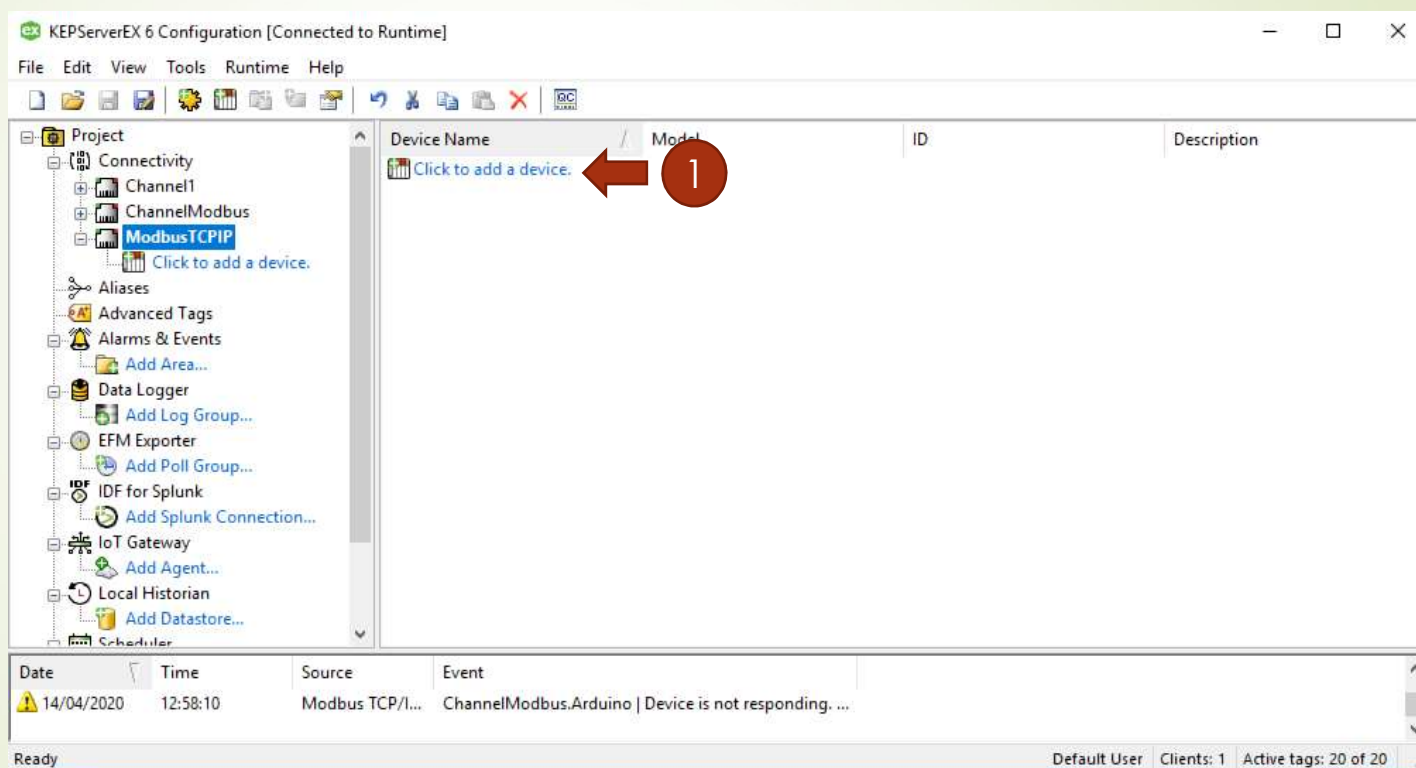 KEPServerEX 6 Configuration [Connected to Runtime]
File Edit View Tools Runtime Help
Project
Connectivity
Channel1
ChannelModbus
ModbusTCPIP
Click to add a device.
Aliases
Advanced Tags
Alarms & Events
Add Area...
Data Logger
Add Log Group...
EFM Exporter
Add Poll Group...
IDF for Splunk
Add Splunk Connection...
IoT Gateway
Add Agent...
Local Historian
Add Datastore...
Scheduler
Device Name Model ID Description
Click to add a device.
1
Date Time Source Event
14/04/2020 12:58:10 Modbus TCP/I... ChannelModbus.Arduino | Device is not responding. ...
Ready Default User Clients: 1 Active tags: 20 of 20